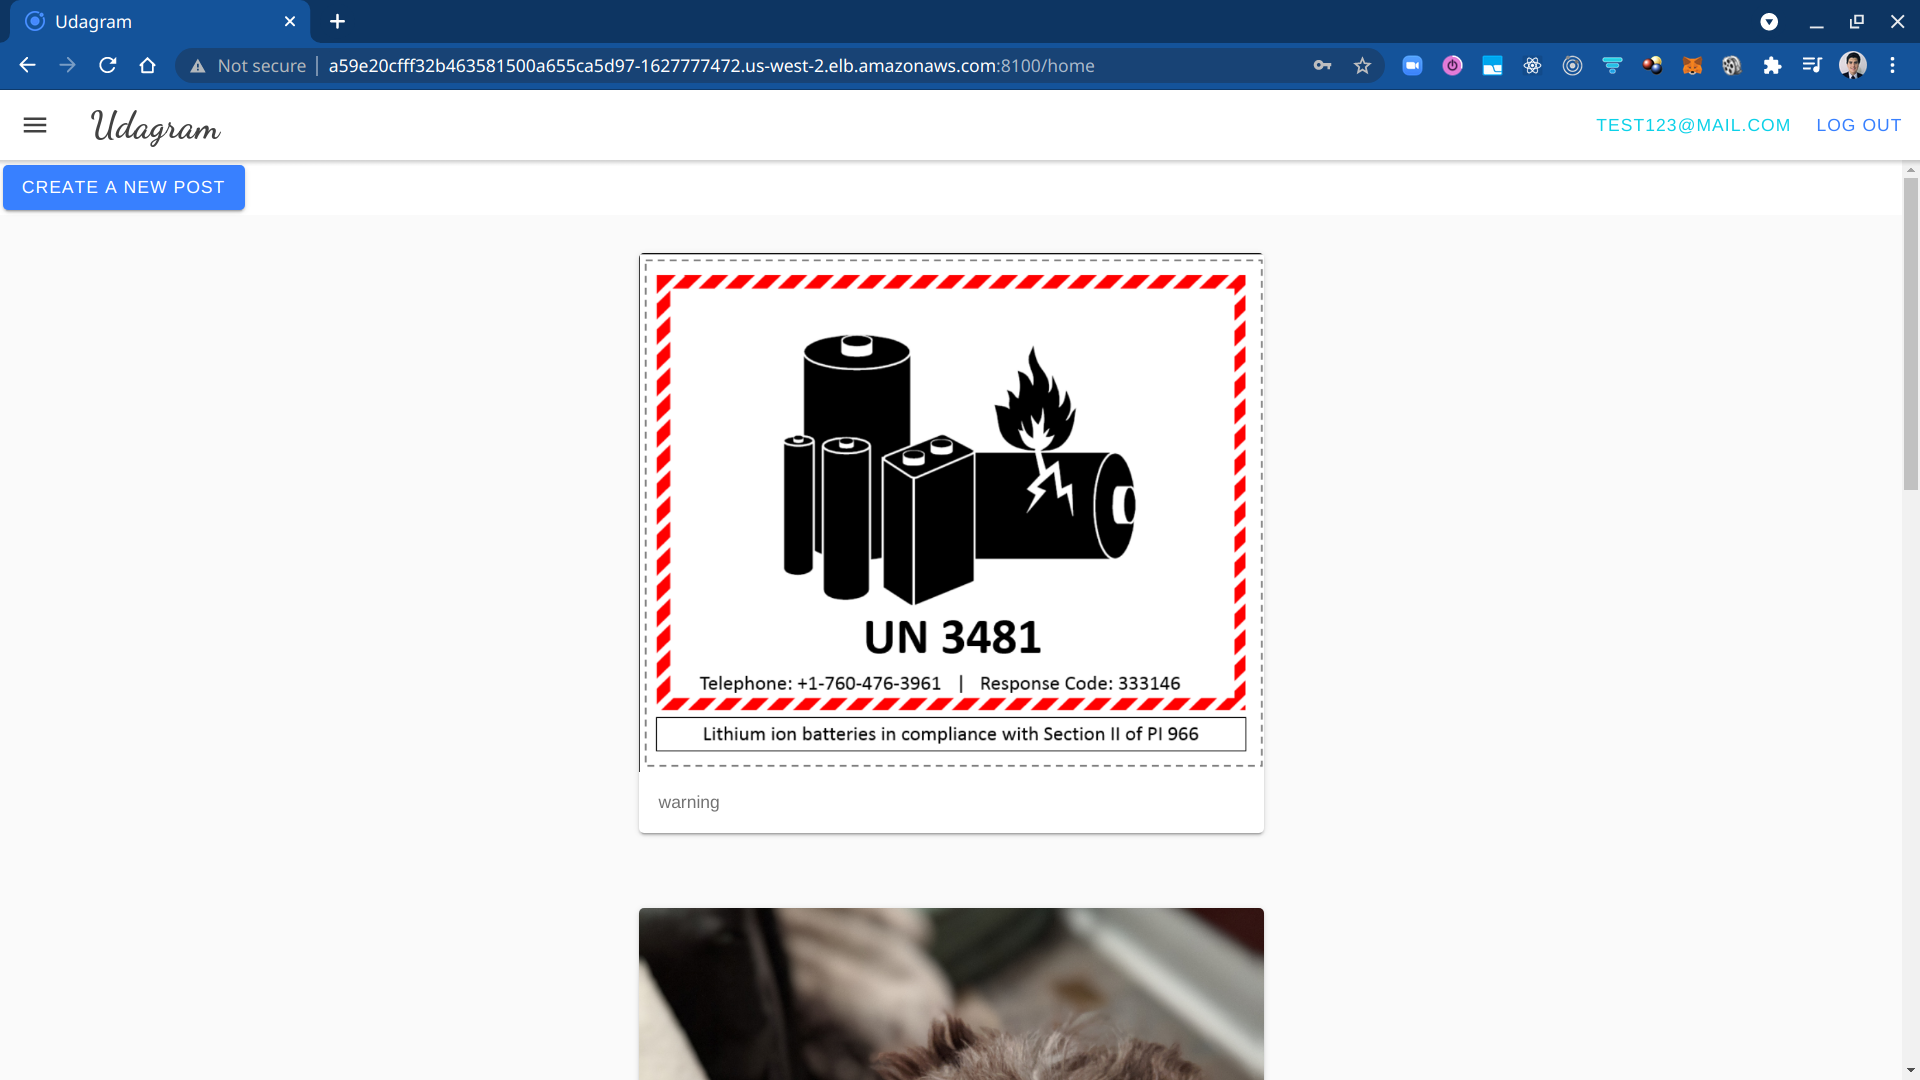 Udagram
Not secure | a59e20cfff32b463581500a655ca5d97-1627777472.us-west-2.elb.amazonaws.com:8100/home
Udagram
TEST123@MAIL.COM
LOG OUT
CREATE A NEW POST
UN 3481
Telephone: +1-760-476-3961 | Response Code: 333146
Lithium ion batteries in compliance with Section II of PI 966
warning